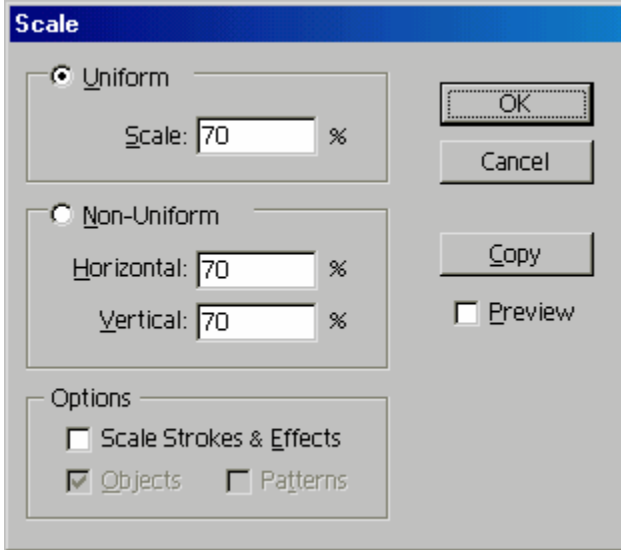 Scale
Uniform
Scale: 70 %
Non-Uniform
Horizontal: 70 %
Vertical: 70 %
Options
Scale Strokes & Effects
Objects Patterns
OK
Cancel
Copy
Preview